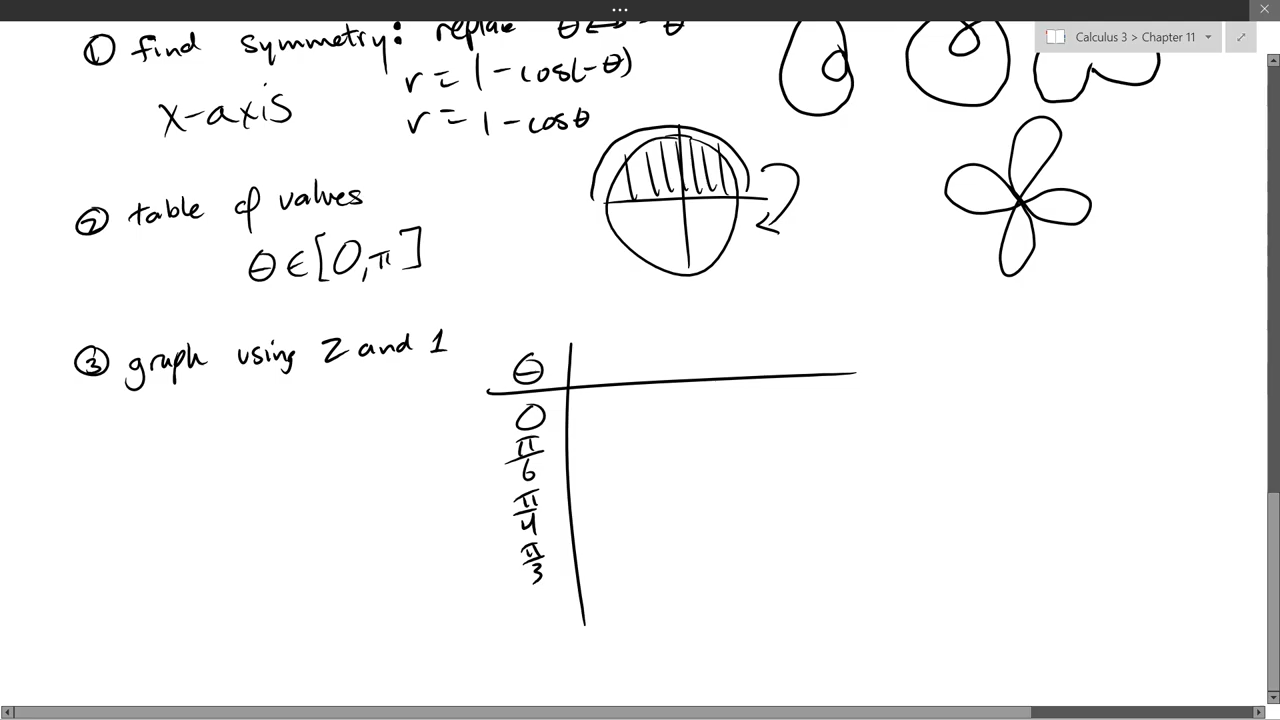 ...
Calculus 3 > Chapter 11
① find symmetry: replace θ ↔ -θ
r = 1 - cos(-θ)
x-axis
r = 1 - cosθ
② table of values
θ ∈ [0, π]
③ graph using 2 and 1
θ
0
π/6
π/4
π/3